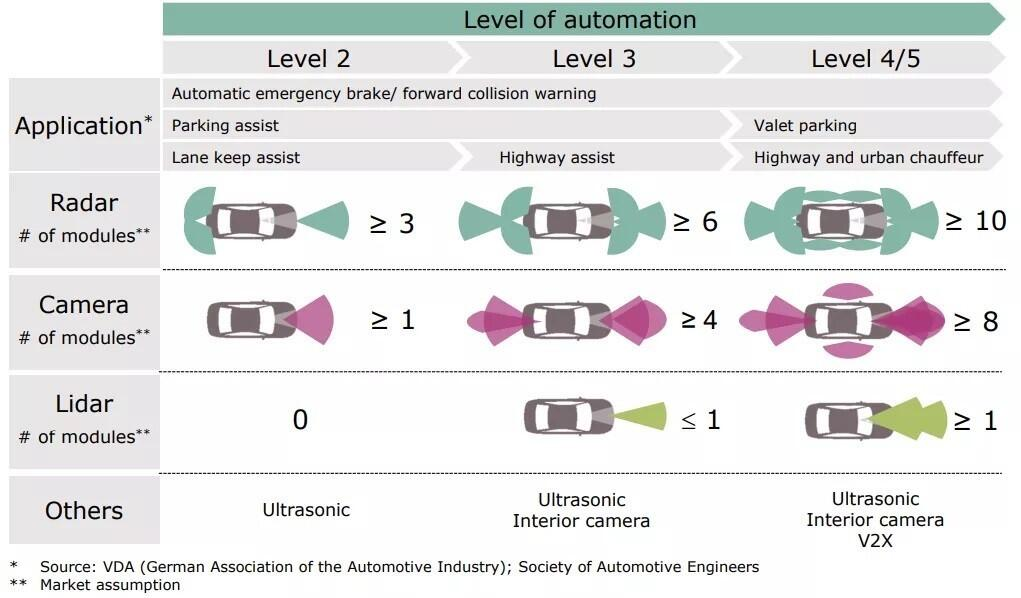 Level of automation
Level 2 Level 3 Level 4/5
Application*
Automatic emergency brake/ forward collision warning
Parking assist Valet parking
Lane keep assist Highway assist Highway and urban chauffeur
Radar
# of modules**
≥ 3 ≥ 6 ≥ 10
Camera
# of modules**
≥ 1 ≥ 4 ≥ 8
Lidar
# of modules**
0 ≤ 1 ≥ 1
Others
Ultrasonic
Ultrasonic
Interior camera
Ultrasonic
Interior camera
V2X
* Source: VDA (German Association of the Automotive Industry); Society of Automotive Engineers
** Market assumption